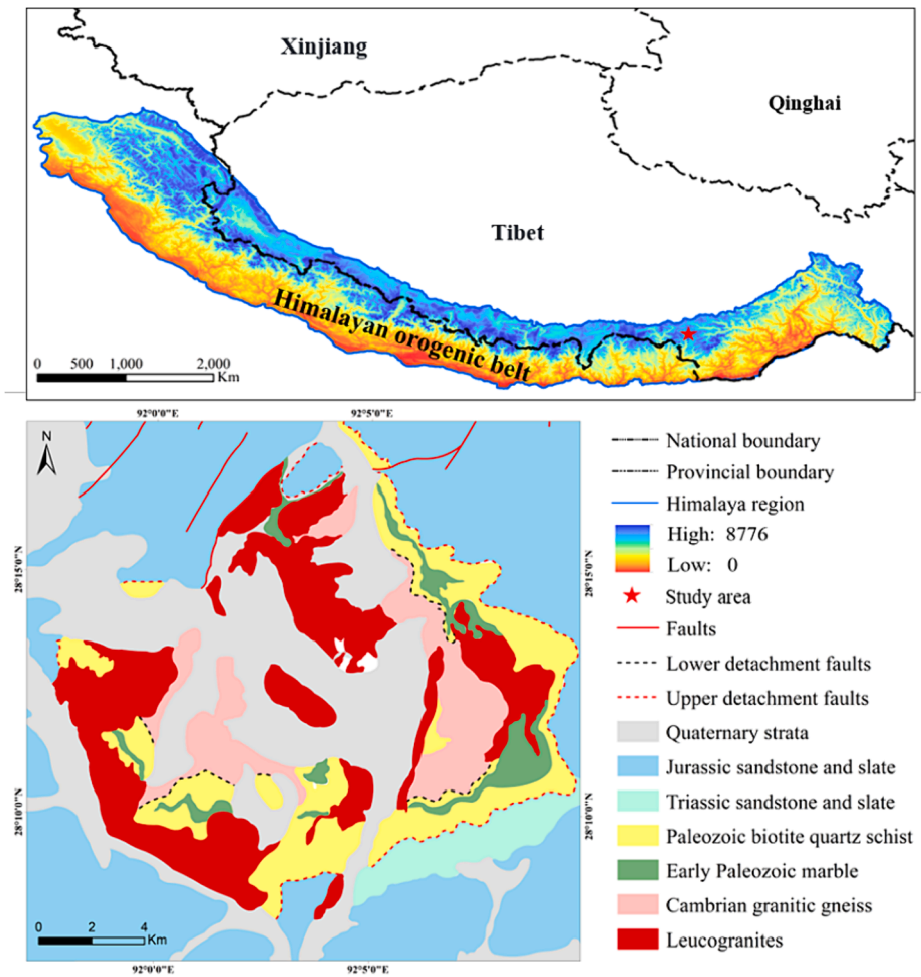 Xinjiang
Qinghai
Tibet
Himalayan orogenic belt
0 500 1,000 2,000
Km
92°0'0"E 92°5'0"E
N
28°15'0"N
28°15'0"N
28°10'0"N
28°10'0"N
0 2 4
Km
92°0'0"E 92°5'0"E
National boundary
Provincial boundary
Himalaya region
High: 8776
Low: 0
Study area
Faults
Lower detachment faults
Upper detachment faults
Quaternary strata
Jurassic sandstone and slate
Triassic sandstone and slate
Paleozoic biotite quartz schist
Early Paleozoic marble
Cambrian granitic gneiss
Leucogranites